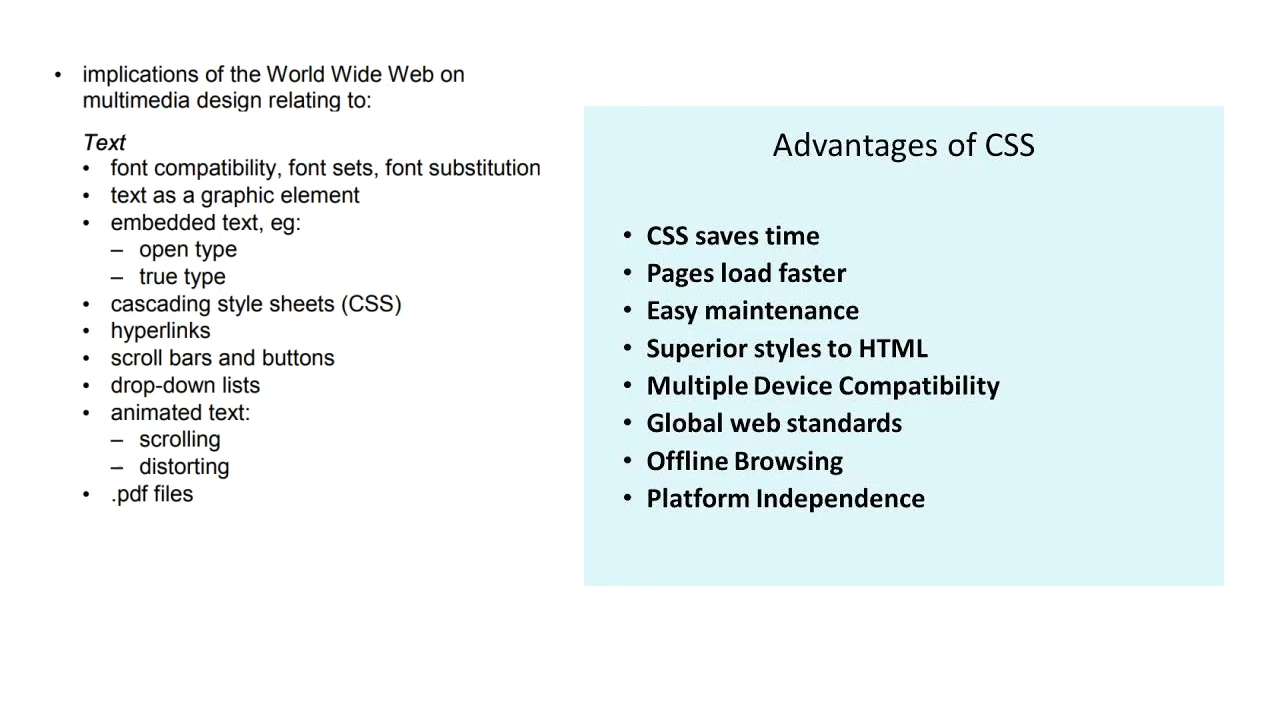 • implications of the World Wide Web on
multimedia design relating to:
Text
• font compatibility, font sets, font substitution
• text as a graphic element
• embedded text, eg:
– open type
– true type
• cascading style sheets (CSS)
• hyperlinks
• scroll bars and buttons
• drop-down lists
• animated text:
– scrolling
– distorting
• .pdf files
Advantages of CSS
• CSS saves time
• Pages load faster
• Easy maintenance
• Superior styles to HTML
• Multiple Device Compatibility
• Global web standards
• Offline Browsing
• Platform Independence